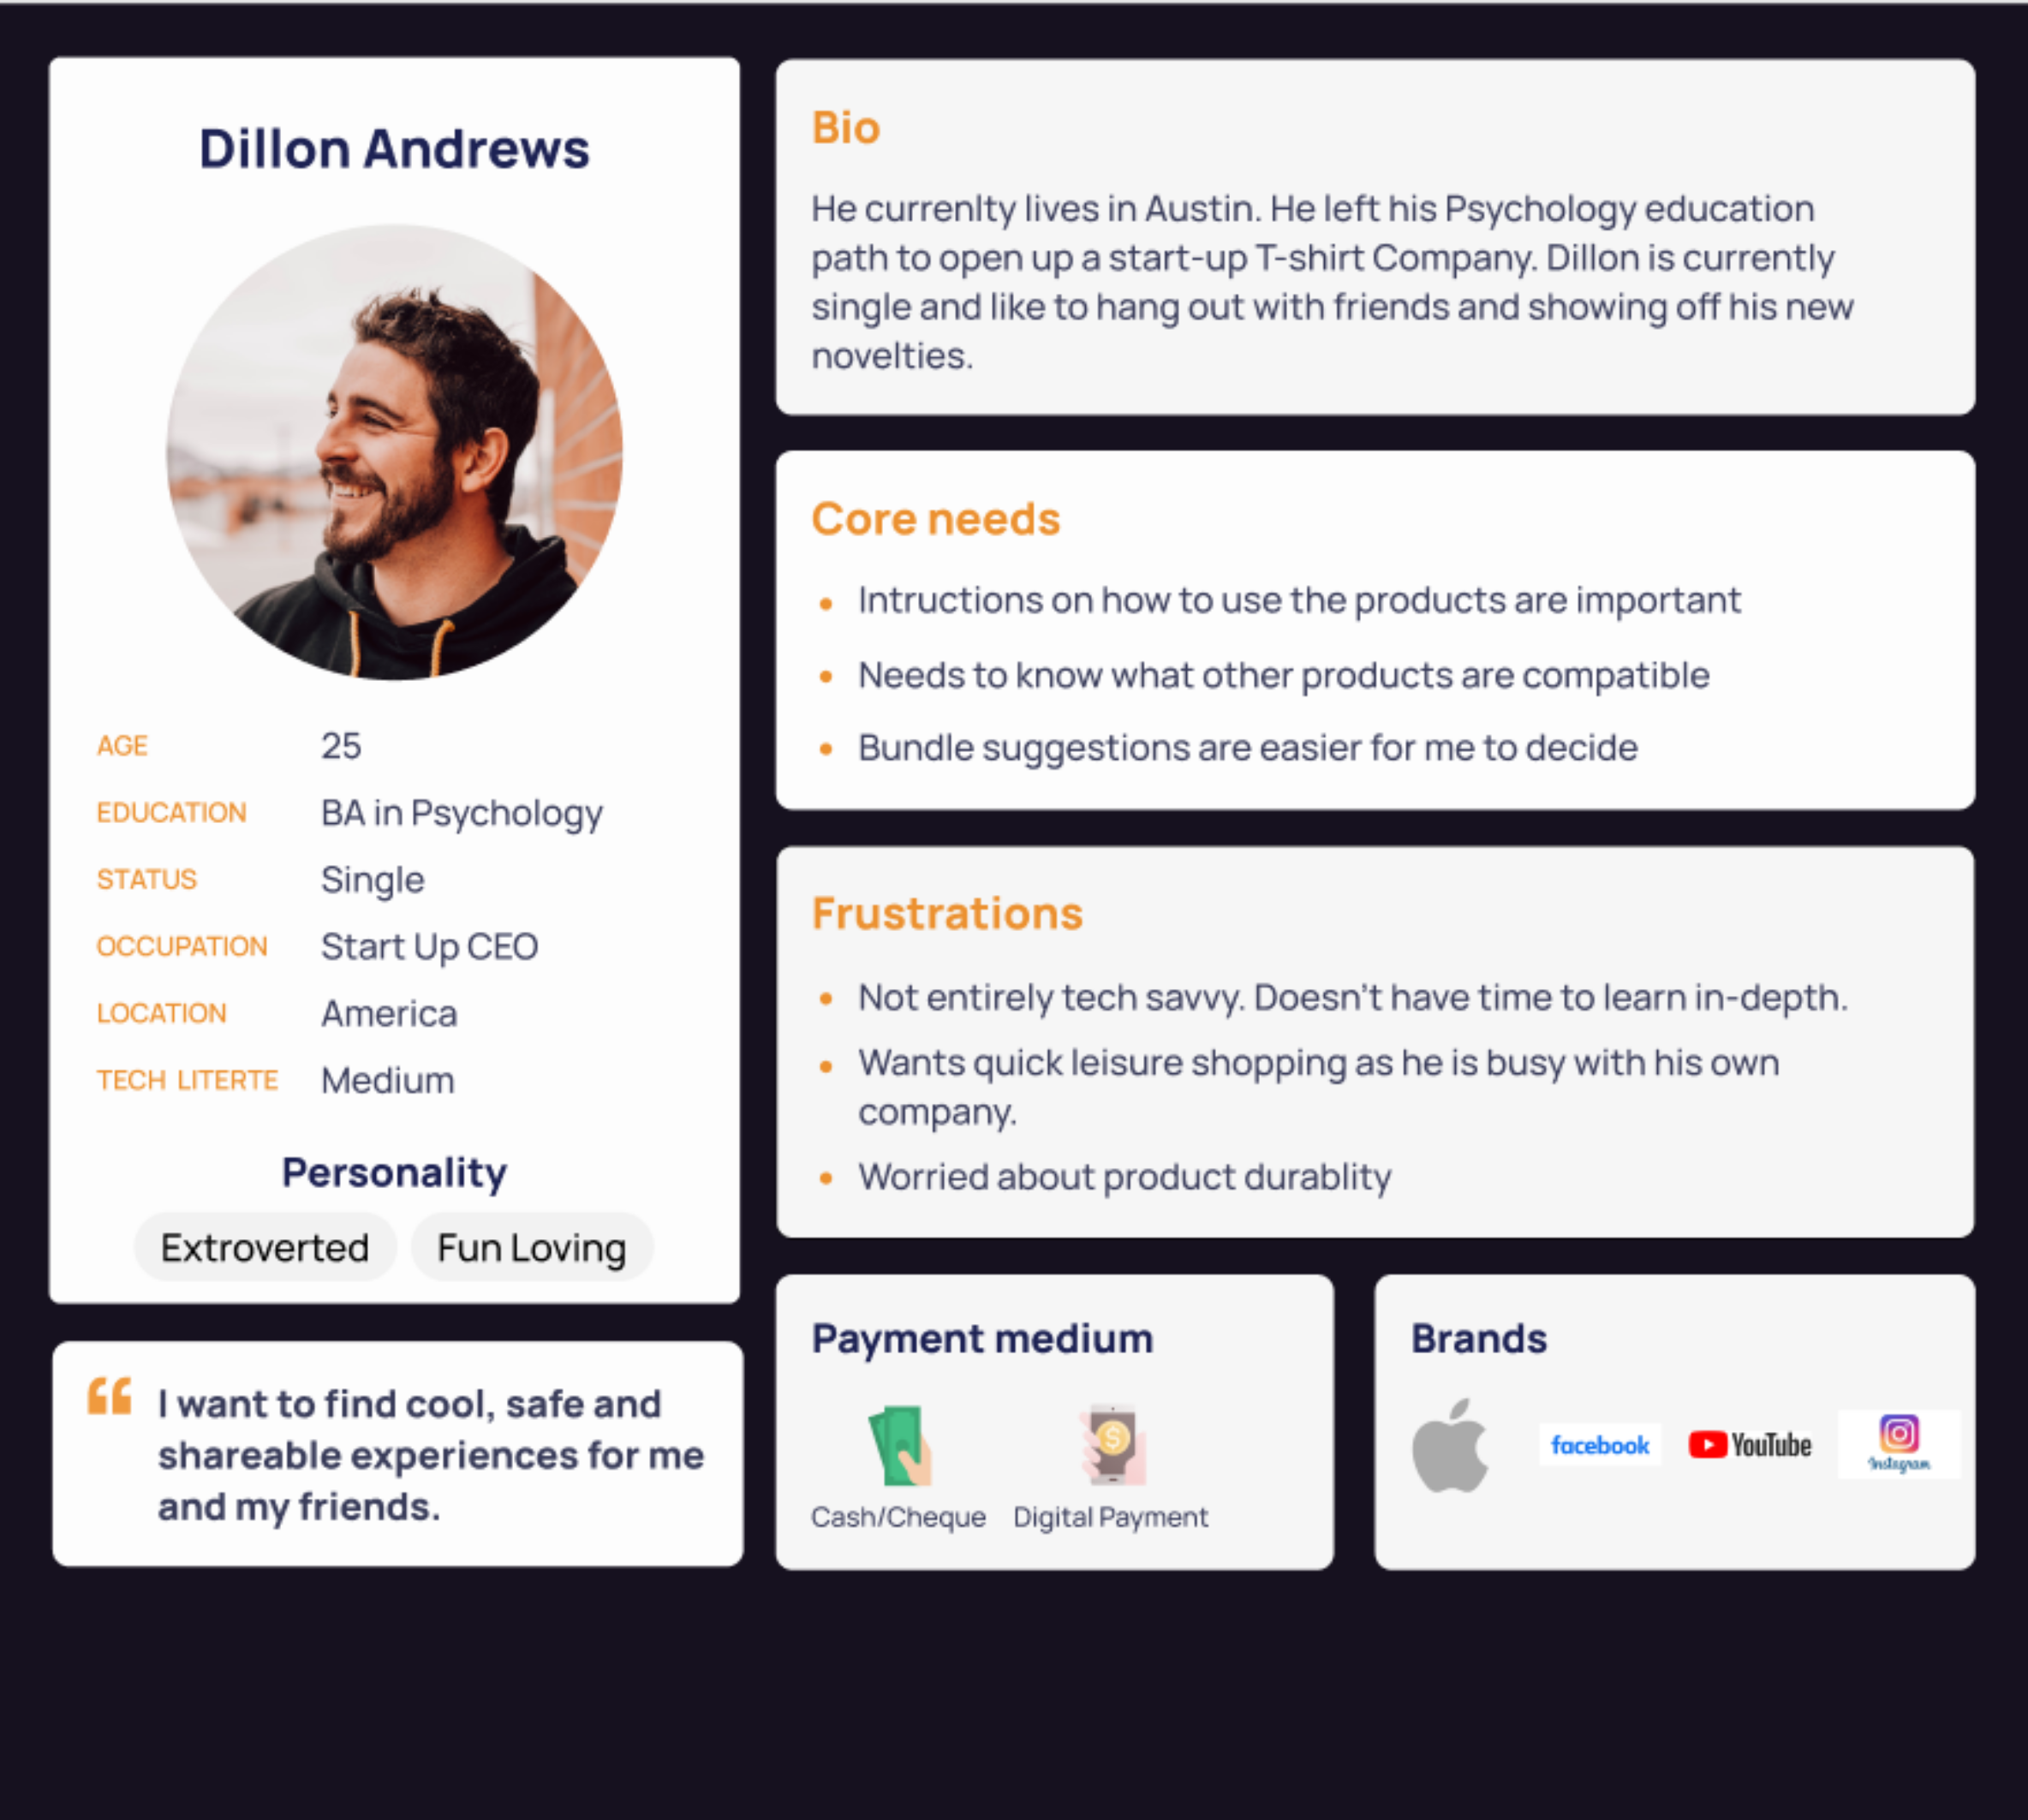 Dillon Andrews
AGE 25
EDUCATION BA in Psychology
STATUS Single
OCCUPATION Start Up CEO
LOCATION America
TECH LITERTE Medium
Personality
Extroverted Fun Loving
“ I want to find cool, safe and
shareable experiences for me
and my friends.
Bio
He currenlty lives in Austin. He left his Psychology education
path to open up a start-up T-shirt Company. Dillon is currently
single and like to hang out with friends and showing off his new
novelties.
Core needs
• Intructions on how to use the products are important
• Needs to know what other products are compatible
• Bundle suggestions are easier for me to decide
Frustrations
• Not entirely tech savvy. Doesn’t have time to learn in-depth.
• Wants quick leisure shopping as he is busy with his own
company.
• Worried about product durablity
Payment medium
$
Cash/Cheque Digital Payment
Brands
facebook YouTube Instagram